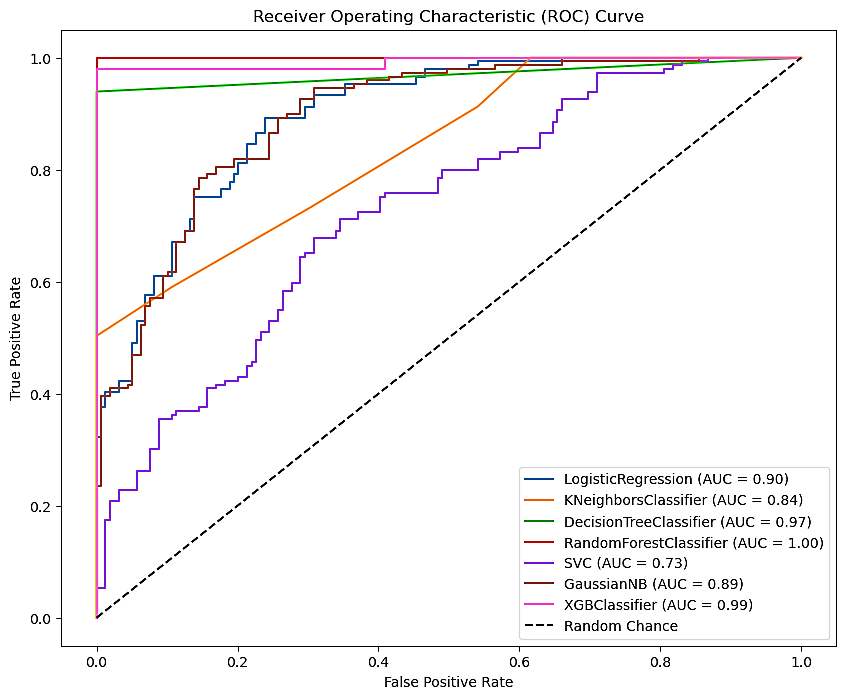 Receiver Operating Characteristic (ROC) Curve
1.0
0.8
0.6
0.4
0.2
0.0
True Positive Rate
LogisticRegression (AUC = 0.90)
KNeighborsClassifier (AUC = 0.84)
DecisionTreeClassifier (AUC = 0.97)
RandomForestClassifier (AUC = 1.00)
SVC (AUC = 0.73)
GaussianNB (AUC = 0.89)
XGBClassifier (AUC = 0.99)
Random Chance
0.0 0.2 0.4 0.6 0.8 1.0
False Positive Rate